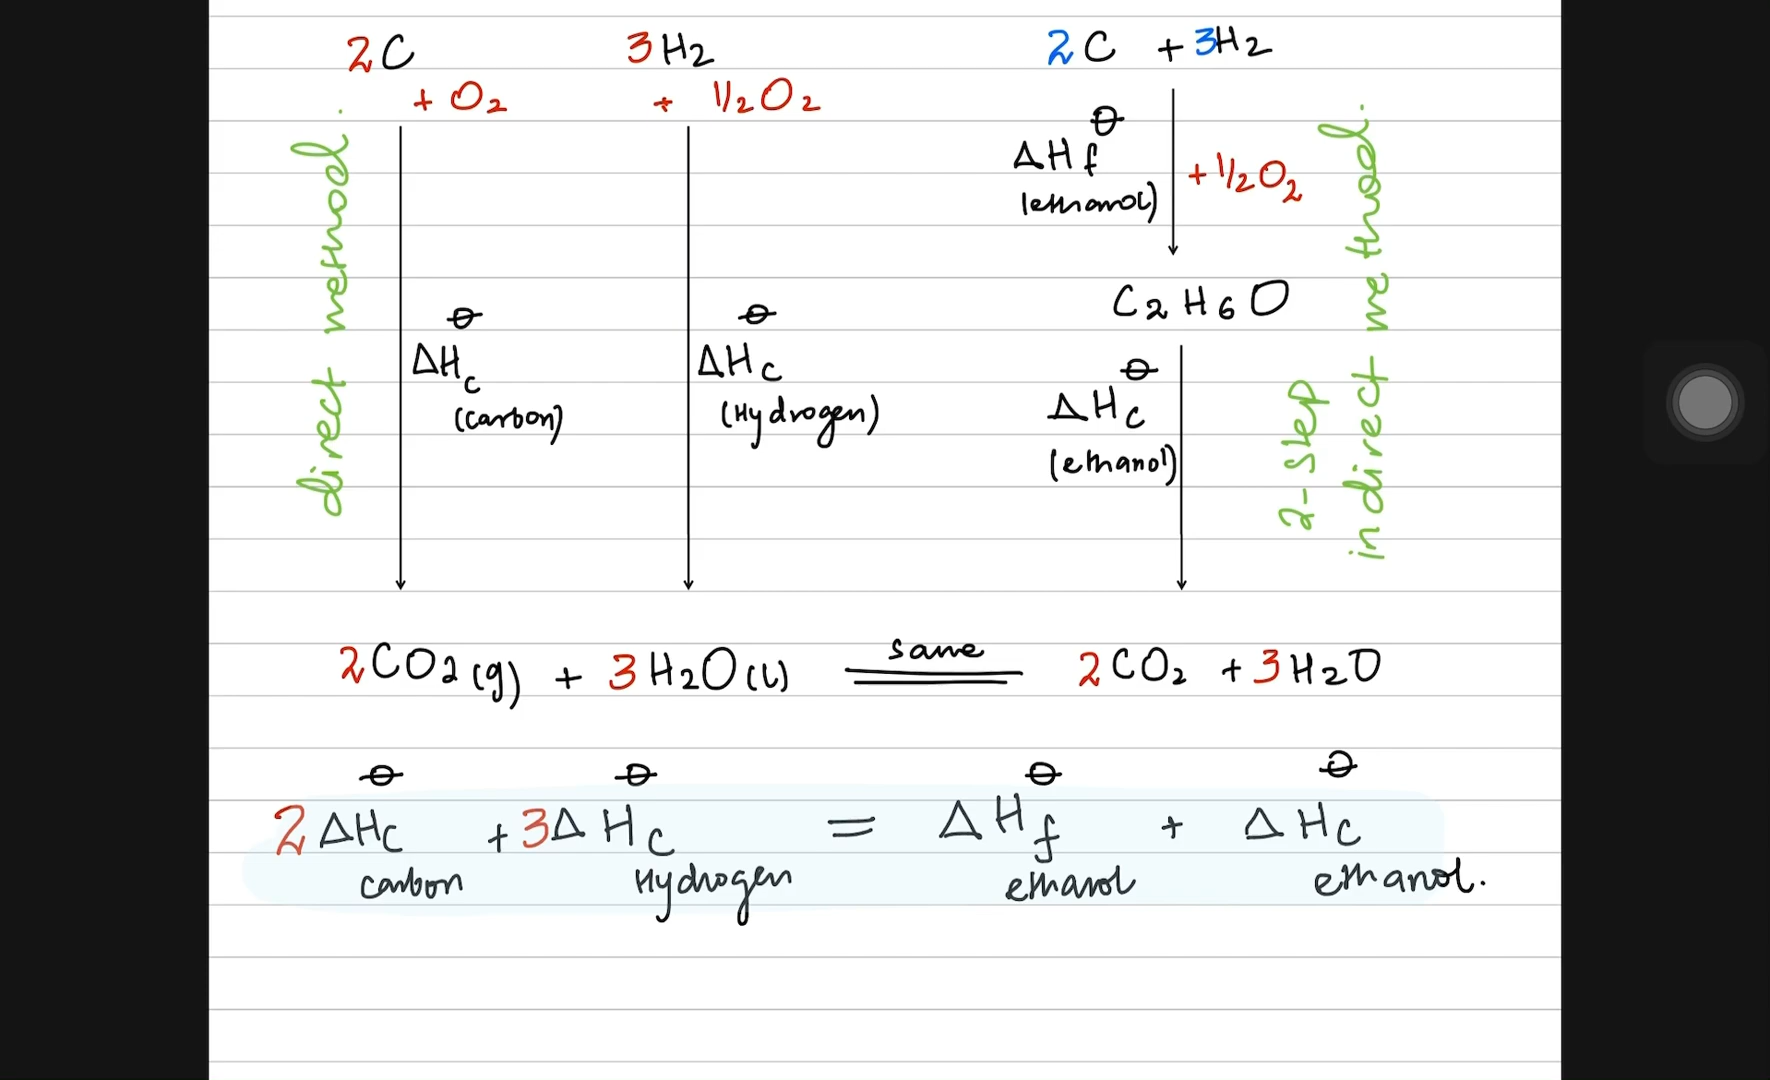 2C 3H2 2C + 3H2
+ O2 + 1/2O2
direct method.
ΔHf⊖ (ethanol) +1/2O2
C2H6O
ΔHc⊖ (carbon) ΔHc⊖ (Hydrogen) ΔHc⊖ (ethanol)
2-step
indirect method.
2CO2(g) + 3H2O(l) same 2CO2 + 3H2O
2ΔHc⊖ + 3ΔHc⊖ = ΔHf⊖ + ΔHc⊖
carbon Hydrogen ethanol ethanol.